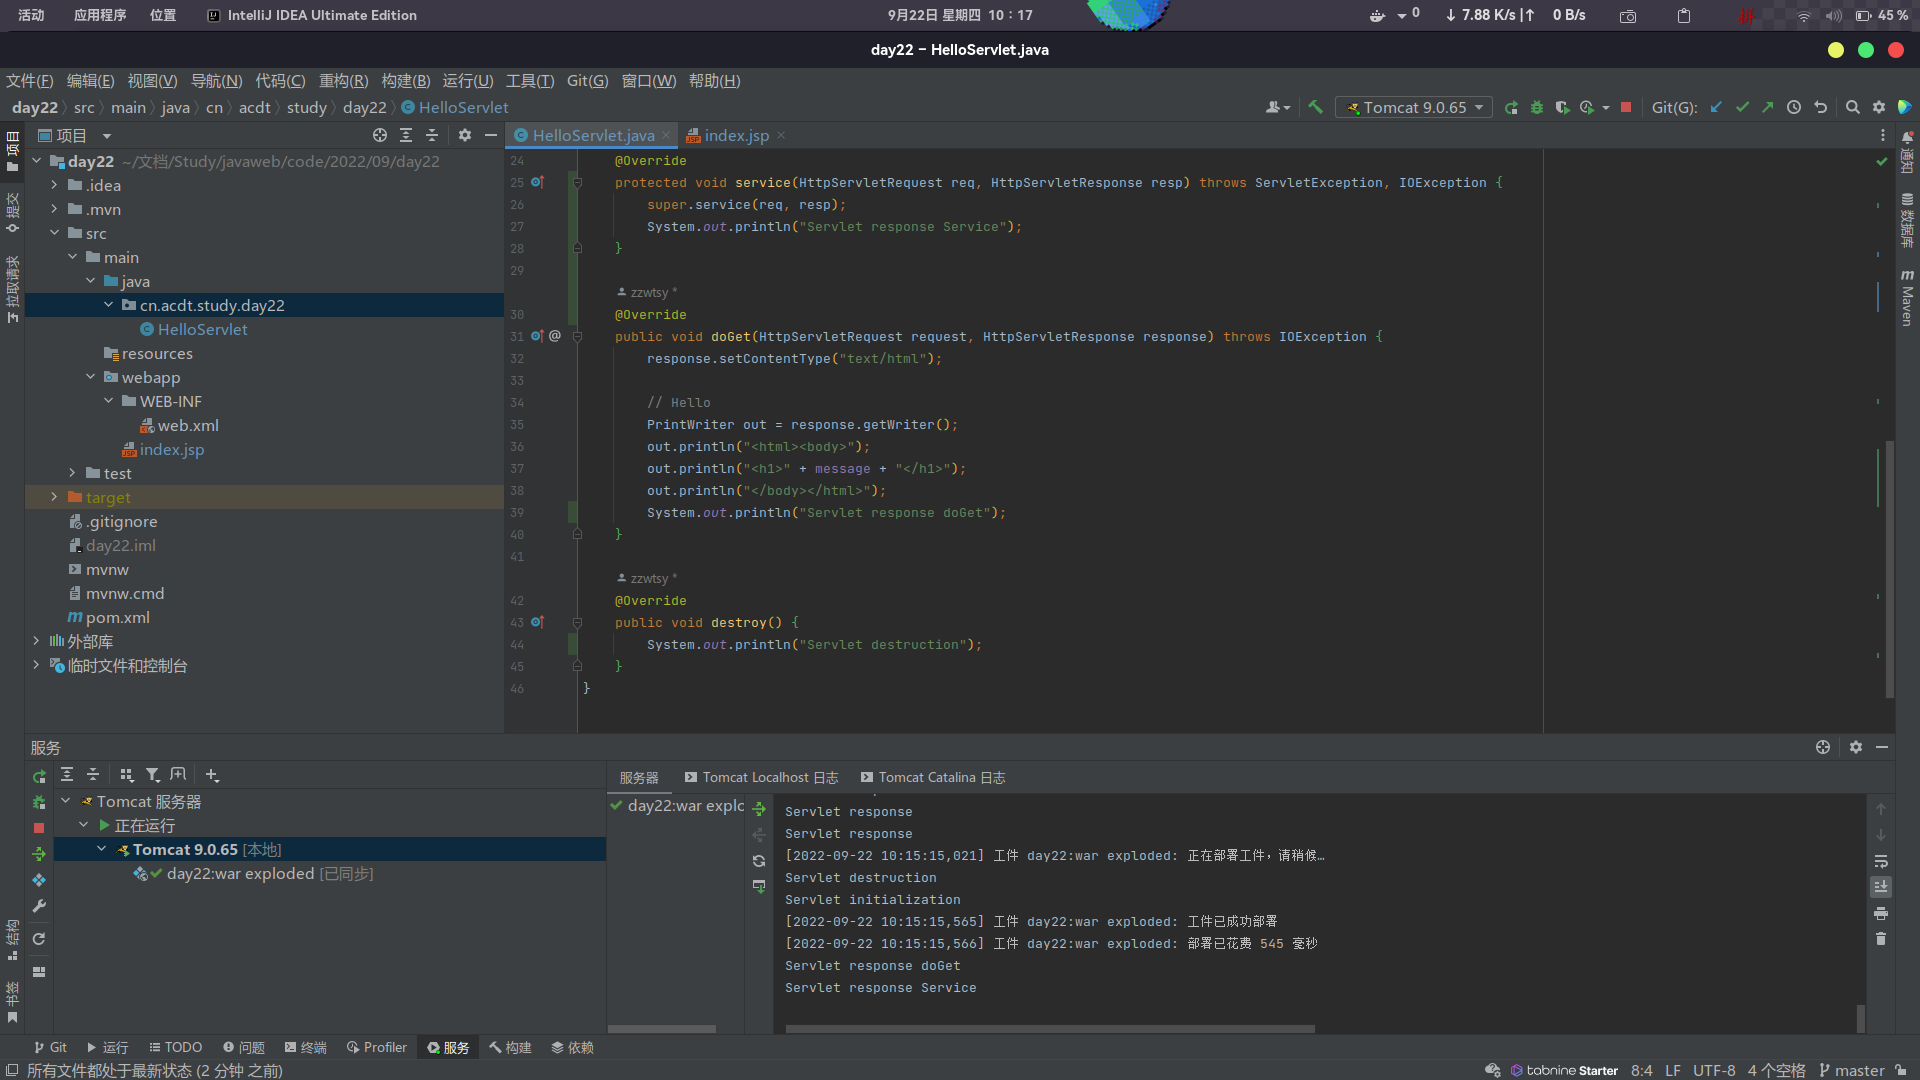 活动 应用程序 位置 IntelliJ IDEA Ultimate Edition 9月22日 星期四 10：17 0 ↓ 7.88 K/s |↑ 0 B/s 拼 45 %
day22 – HelloServlet.java
文件(F) 编辑(E) 视图(V) 导航(N) 代码(C) 重构(R) 构建(B) 运行(U) 工具(T) Git(G) 窗口(W) 帮助(H)
day22 src main java cn acdt study day22 HelloServlet Tomcat 9.0.65 Git(G):
项目 HelloServlet.java index.jsp
项目
提交
拉取请求
结构
书签
通知
数据库
Maven
day22 ~/文档/Study/javaweb/code/2022/09/day22
.idea
.mvn
src
main
java
cn.acdt.study.day22
HelloServlet
resources
webapp
WEB-INF
web.xml
index.jsp
test
target
.gitignore
day22.iml
mvnw
mvnw.cmd
pom.xml
外部库
临时文件和控制台
24 @Override
25 protected void service(HttpServletRequest req, HttpServletResponse resp) throws ServletException, IOException {
26 super.service(req, resp);
27 System.out.println("Servlet response Service");
28 }
29
zzwtsy *
30 @Override
31 public void doGet(HttpServletRequest request, HttpServletResponse response) throws IOException {
32 response.setContentType("text/html");
33
34 // Hello
35 PrintWriter out = response.getWriter();
36 out.println("<html><body>");
37 out.println("<h1>" + message + "</h1>");
38 out.println("</body></html>");
39 System.out.println("Servlet response doGet");
40 }
41
zzwtsy *
42 @Override
43 public void destroy() {
44 System.out.println("Servlet destruction");
45 }
46 }
服务
服务器 Tomcat Localhost 日志 Tomcat Catalina 日志
Tomcat 服务器
正在运行
Tomcat 9.0.65 [本地]
day22:war exploded [已同步]
day22:war explo
Servlet response
Servlet response
[2022-09-22 10:15:15,021] 工件 day22:war exploded: 正在部署工件，请稍候…
Servlet destruction
Servlet initialization
[2022-09-22 10:15:15,565] 工件 day22:war exploded: 工件已成功部署
[2022-09-22 10:15:15,566] 工件 day22:war exploded: 部署已花费 545 毫秒
Servlet response doGet
Servlet response Service
Git 运行 TODO 问题 终端 Profiler 服务 构建 依赖
所有文件都处于最新状态 (2 分钟 之前) tabnine Starter 8:4 LF UTF-8 4 个空格 master